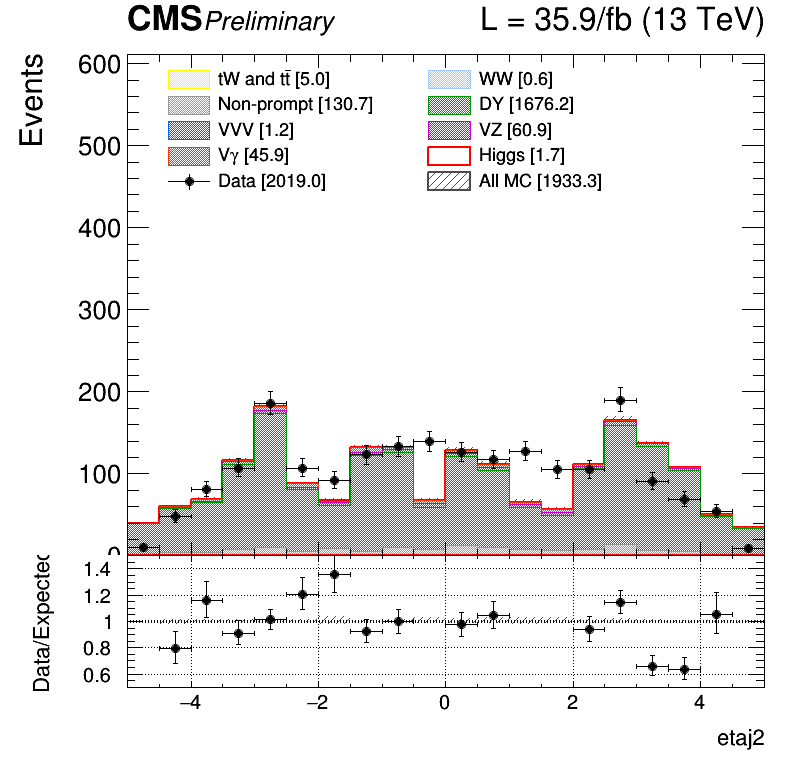 CMS Preliminary L = 35.9/fb (13 TeV)
Events
600
500
400
300
200
100
0
tW and tt̄ [5.0]
WW [0.6]
Non-prompt [130.7]
DY [1676.2]
VVV [1.2]
VZ [60.9]
Vγ [45.9]
Higgs [1.7]
Data [2019.0]
All MC [1933.3]
Data/Expected
1.4
1.2
1
0.8
0.6
−4 −2 0 2 4
etaj2